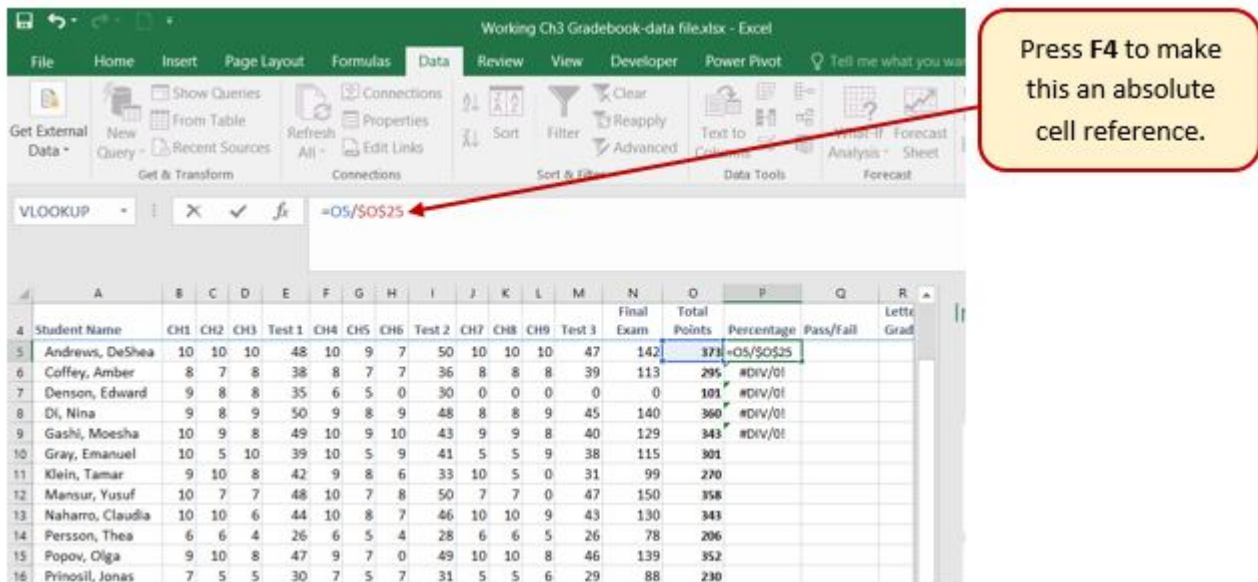 Working Ch3 Gradebook-data file.xlsx - Excel
File Home Insert Page Layout Formulas Data Review View Developer Power Pivot Tell me what you wa
Get External Data
New Query
Show Queries
From Table
Recent Sources
Get & Transform
Refresh All
Connections
Properties
Edit Links
Connections
Sort
Filter
Clear
Reapply
Advanced
Sort & Filter
Text to Columns
Data Tools
What-If Analysis
Forecast Sheet
Forecast
Press F4 to make
this an absolute
cell reference.
VLOOKUP fx =O5/$O$25
A B C D E F G H I J K L M N O P Q R
4 Student Name CH1 CH2 CH3 Test 1 CH4 CH5 CH6 Test 2 CH7 CH8 CH9 Test 3 Final Exam Total Points Percentage Pass/Fail Lette Grad
5 Andrews, DeShea 10 10 10 48 10 9 7 50 10 10 10 47 142 373 =O5/$O$25
6 Coffey, Amber 8 7 8 38 8 7 7 36 8 8 8 39 113 295 #DIV/0!
7 Denson, Edward 9 8 8 35 6 5 0 30 0 0 0 0 0 101 #DIV/0!
8 Di, Nina 9 8 9 50 9 8 9 48 8 8 9 45 140 360 #DIV/0!
9 Gashi, Moesha 10 9 8 49 10 9 10 43 9 9 8 40 129 343 #DIV/0!
10 Gray, Emanuel 10 5 10 39 10 5 9 41 5 5 9 38 115 301
11 Klein, Tamar 9 10 8 42 9 8 6 33 10 5 0 31 99 270
12 Mansur, Yusuf 10 7 7 48 10 7 8 50 7 7 0 47 150 358
13 Naharro, Claudia 10 10 6 44 10 8 7 46 10 10 9 43 130 343
14 Persson, Thea 6 6 4 26 6 5 4 28 6 6 5 26 78 206
15 Popov, Olga 9 10 8 47 9 7 0 49 10 10 8 46 139 352
16 Prinosil, Jonas 7 5 5 30 7 5 7 31 5 5 6 29 88 230